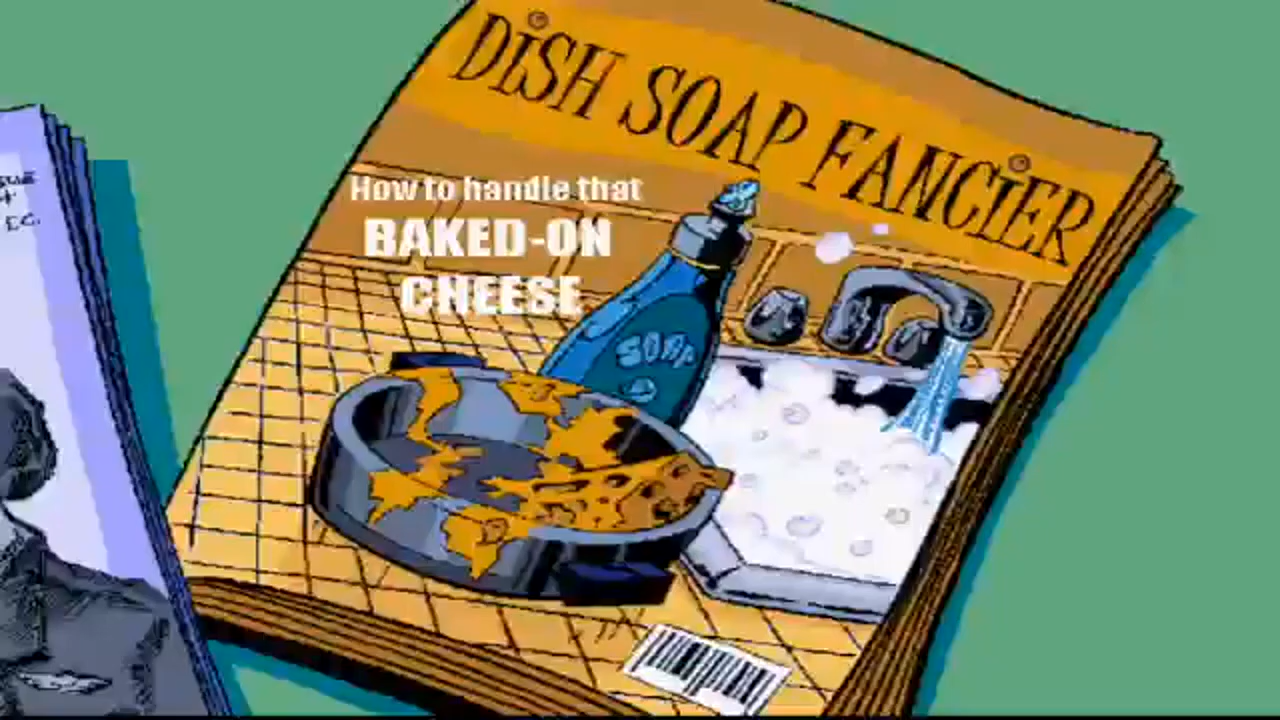 DiSH SOAP FANCiER
How to handle that
BAKED-ON
CHEESE
SOAP